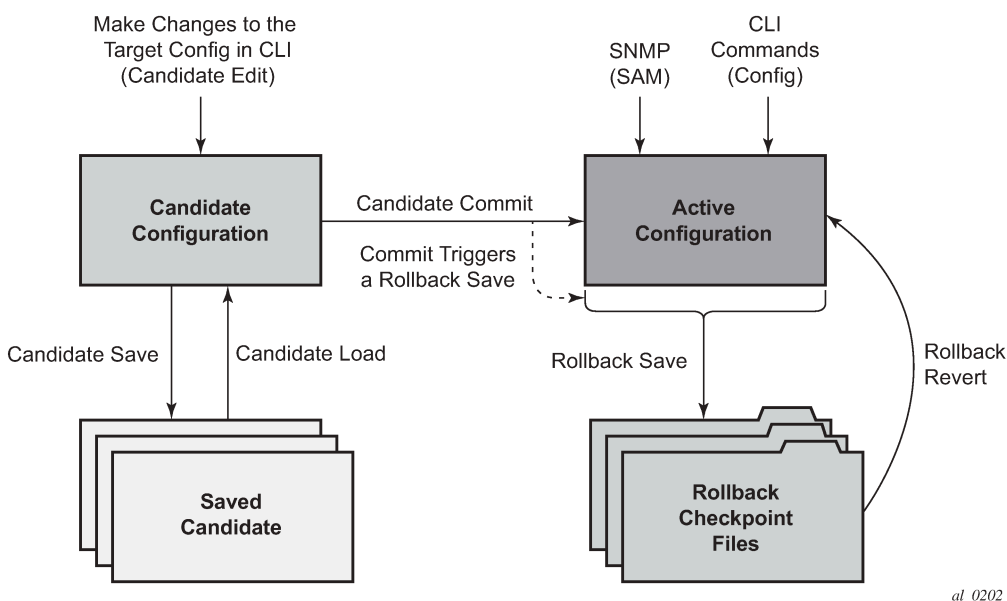 Make Changes to the
Target Config in CLI
(Candidate Edit)
SNMP
(SAM)
CLI
Commands
(Config)
Candidate
Configuration
Candidate Commit
Active
Configuration
Commit Triggers
a Rollback Save
Candidate Save
Candidate Load
Rollback Save
Rollback
Revert
Saved
Candidate
Rollback
Checkpoint
Files
al_0202